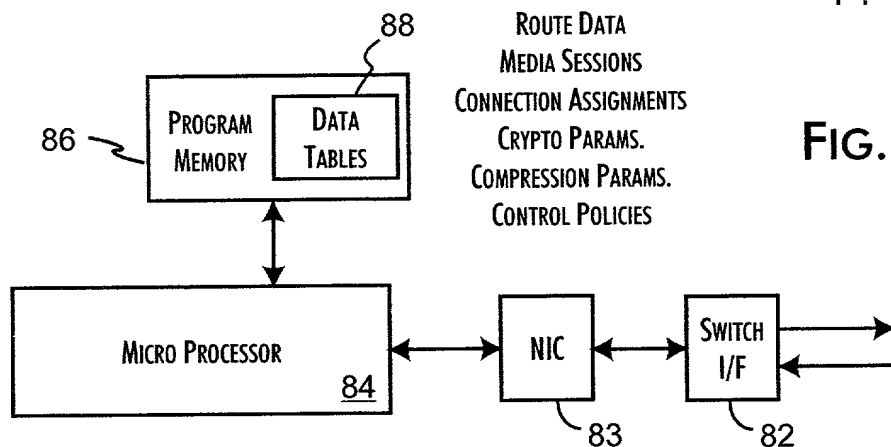 88
ROUTE DATA
MEDIA SESSIONS
CONNECTION ASSIGNMENTS
CRYPTO PARAMS.
COMPRESSION PARAMS.
CONTROL POLICIES
FIG.
86
PROGRAM
MEMORY
DATA
TABLES
MICRO PROCESSOR
84
NIC
83
SWITCH
I/F
82